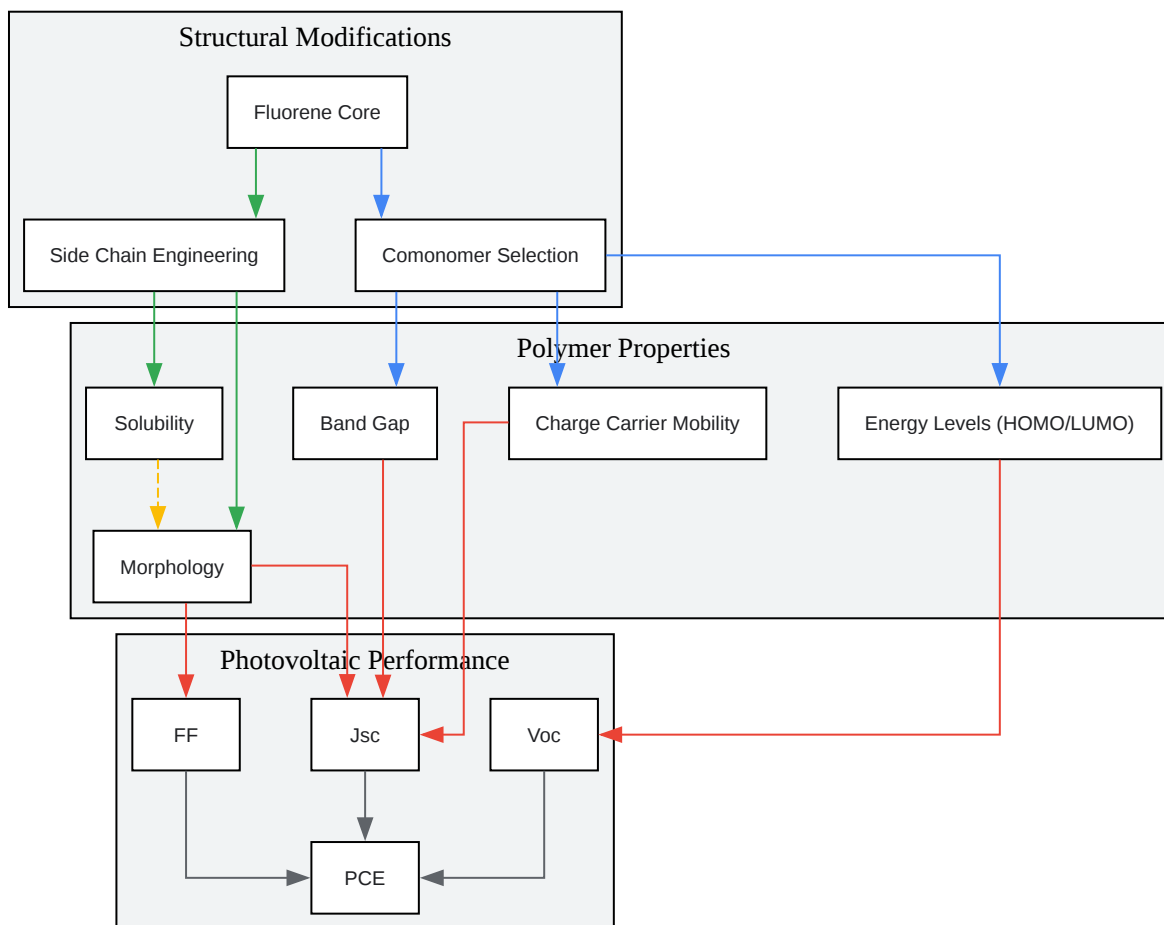 Structural Modifications
Fluorene Core
Side Chain Engineering
Comonomer Selection
Polymer Properties
Solubility
Band Gap
Charge Carrier Mobility
Energy Levels (HOMO/LUMO)
Morphology
Photovoltaic Performance
FF
Jsc
Voc
PCE